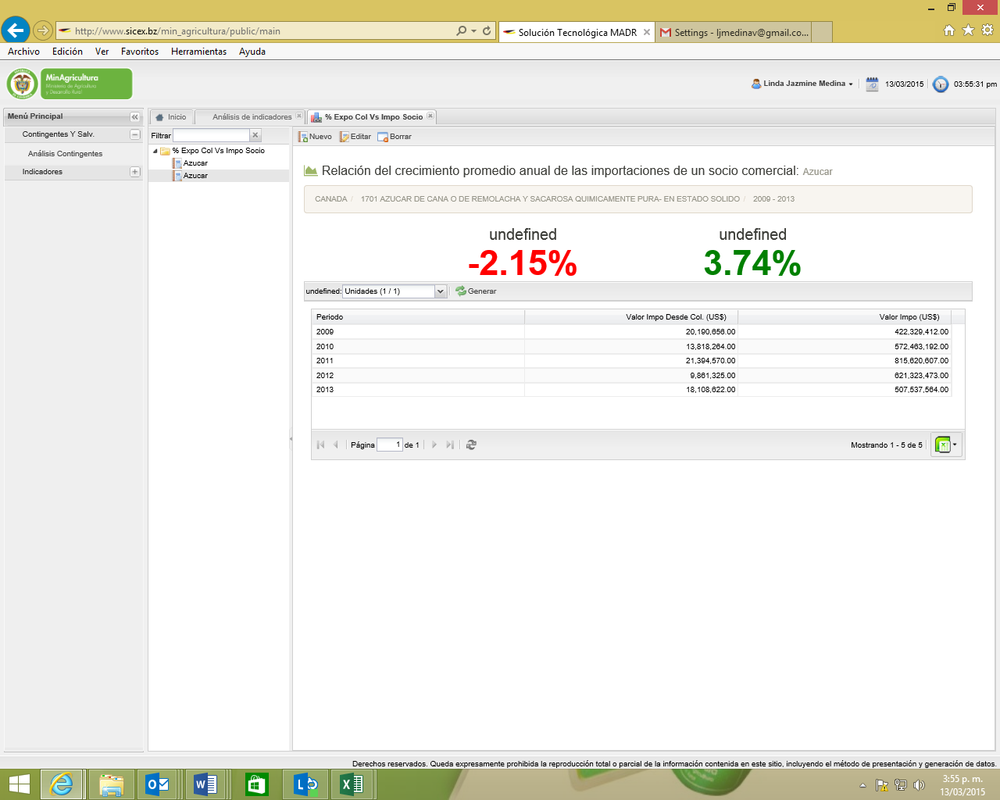 http://www.sicex.bz/min_agricultura/public/main
Solución Tecnológica MADR
Settings - ljmedinav@gmail.co...
Archivo Edición Ver Favoritos Herramientas Ayuda
MinAgricultura
Ministerio de Agricultura
y Desarrollo Rural
Linda Jazmine Medina
13/03/2015
03:55:31 pm
Menú Principal
Contingentes Y Salv.
Análisis Contingentes
Indicadores
Inicio
Análisis de indicadores
% Expo Col Vs Impo Socio
Filtrar
% Expo Col Vs Impo Socio
Azucar
Azucar
Nuevo Editar Borrar
Relación del crecimiento promedio anual de las importaciones de un socio comercial: Azucar
CANADA / 1701 AZUCAR DE CANA O DE REMOLACHA Y SACAROSA QUIMICAMENTE PURA- EN ESTADO SOLIDO / 2009 - 2013
undefined undefined
-2.15% 3.74%
undefined: Unidades (1 / 1) Generar
Periodo Valor Impo Desde Col. (US$) Valor Impo (US$)
2009 20,190,656.00 422,329,412.00
2010 13,818,264.00 572,463,192.00
2011 21,394,570.00 815,620,607.00
2012 9,861,325.00 621,323,473.00
2013 18,108,622.00 507,537,564.00
Página 1 de 1
Mostrando 1 - 5 de 5
Derechos reservados. Queda expresamente prohibida la reproducción total o parcial de la información contenida en este sitio, incluyendo el método de presentación y generación de datos.
3:55 p. m.
13/03/2015